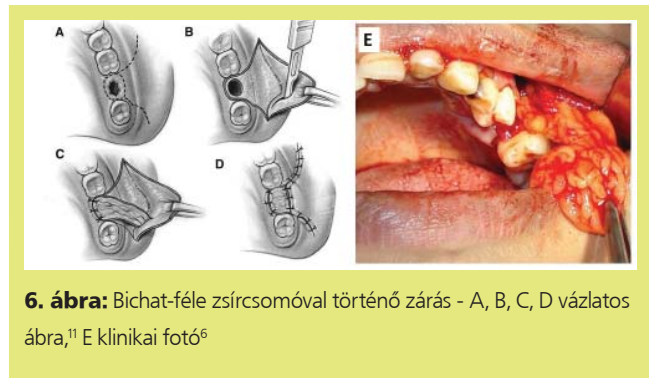 A
B
E
C
D
6. ábra: Bichat-féle zsírcsomóval történő zárás - A, B, C, D vázlatos
ábra,¹¹ E klinikai fotó⁶